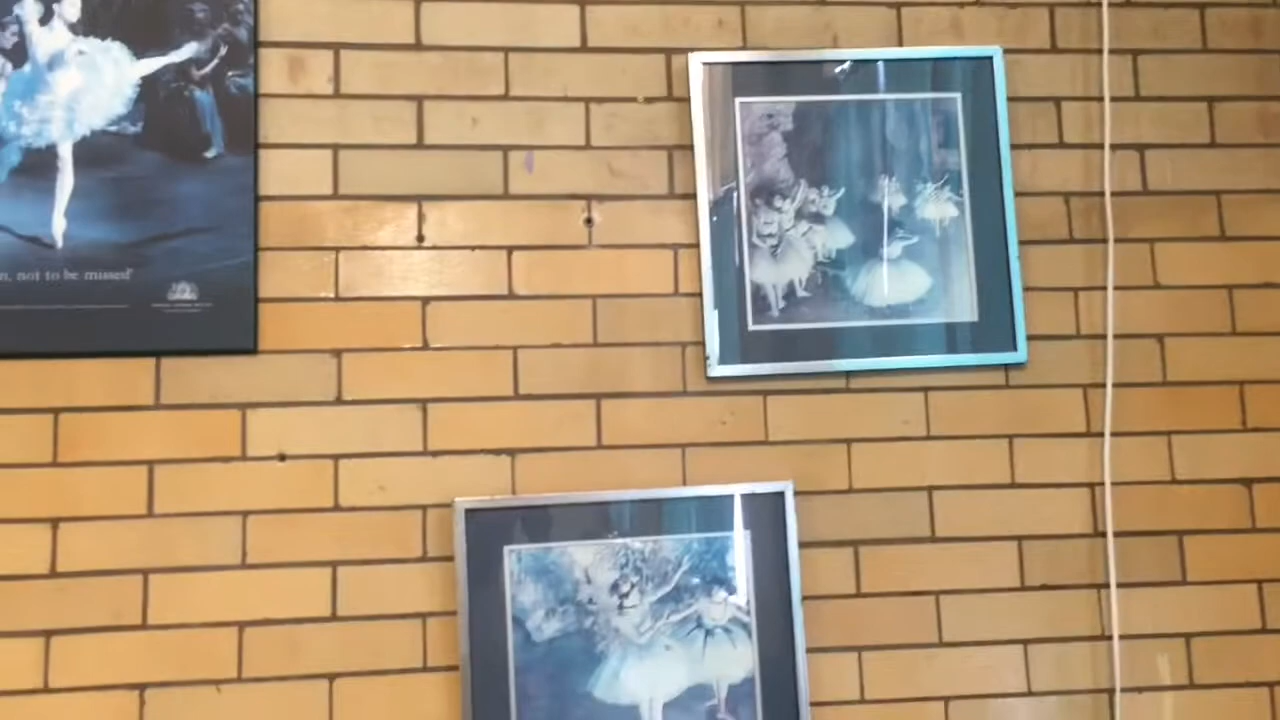 n, not to be missed'